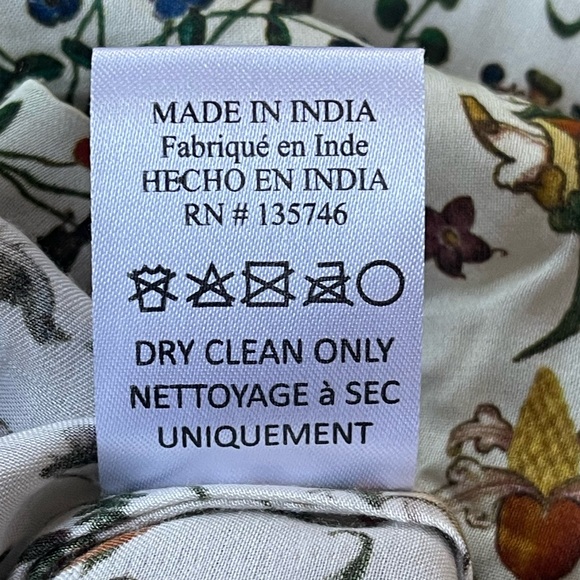 MADE IN INDIA
Fabriqué en Inde
HECHO EN INDIA
RN # 135746
DRY CLEAN ONLY
NETTOYAGE à SEC
UNIQUEMENT